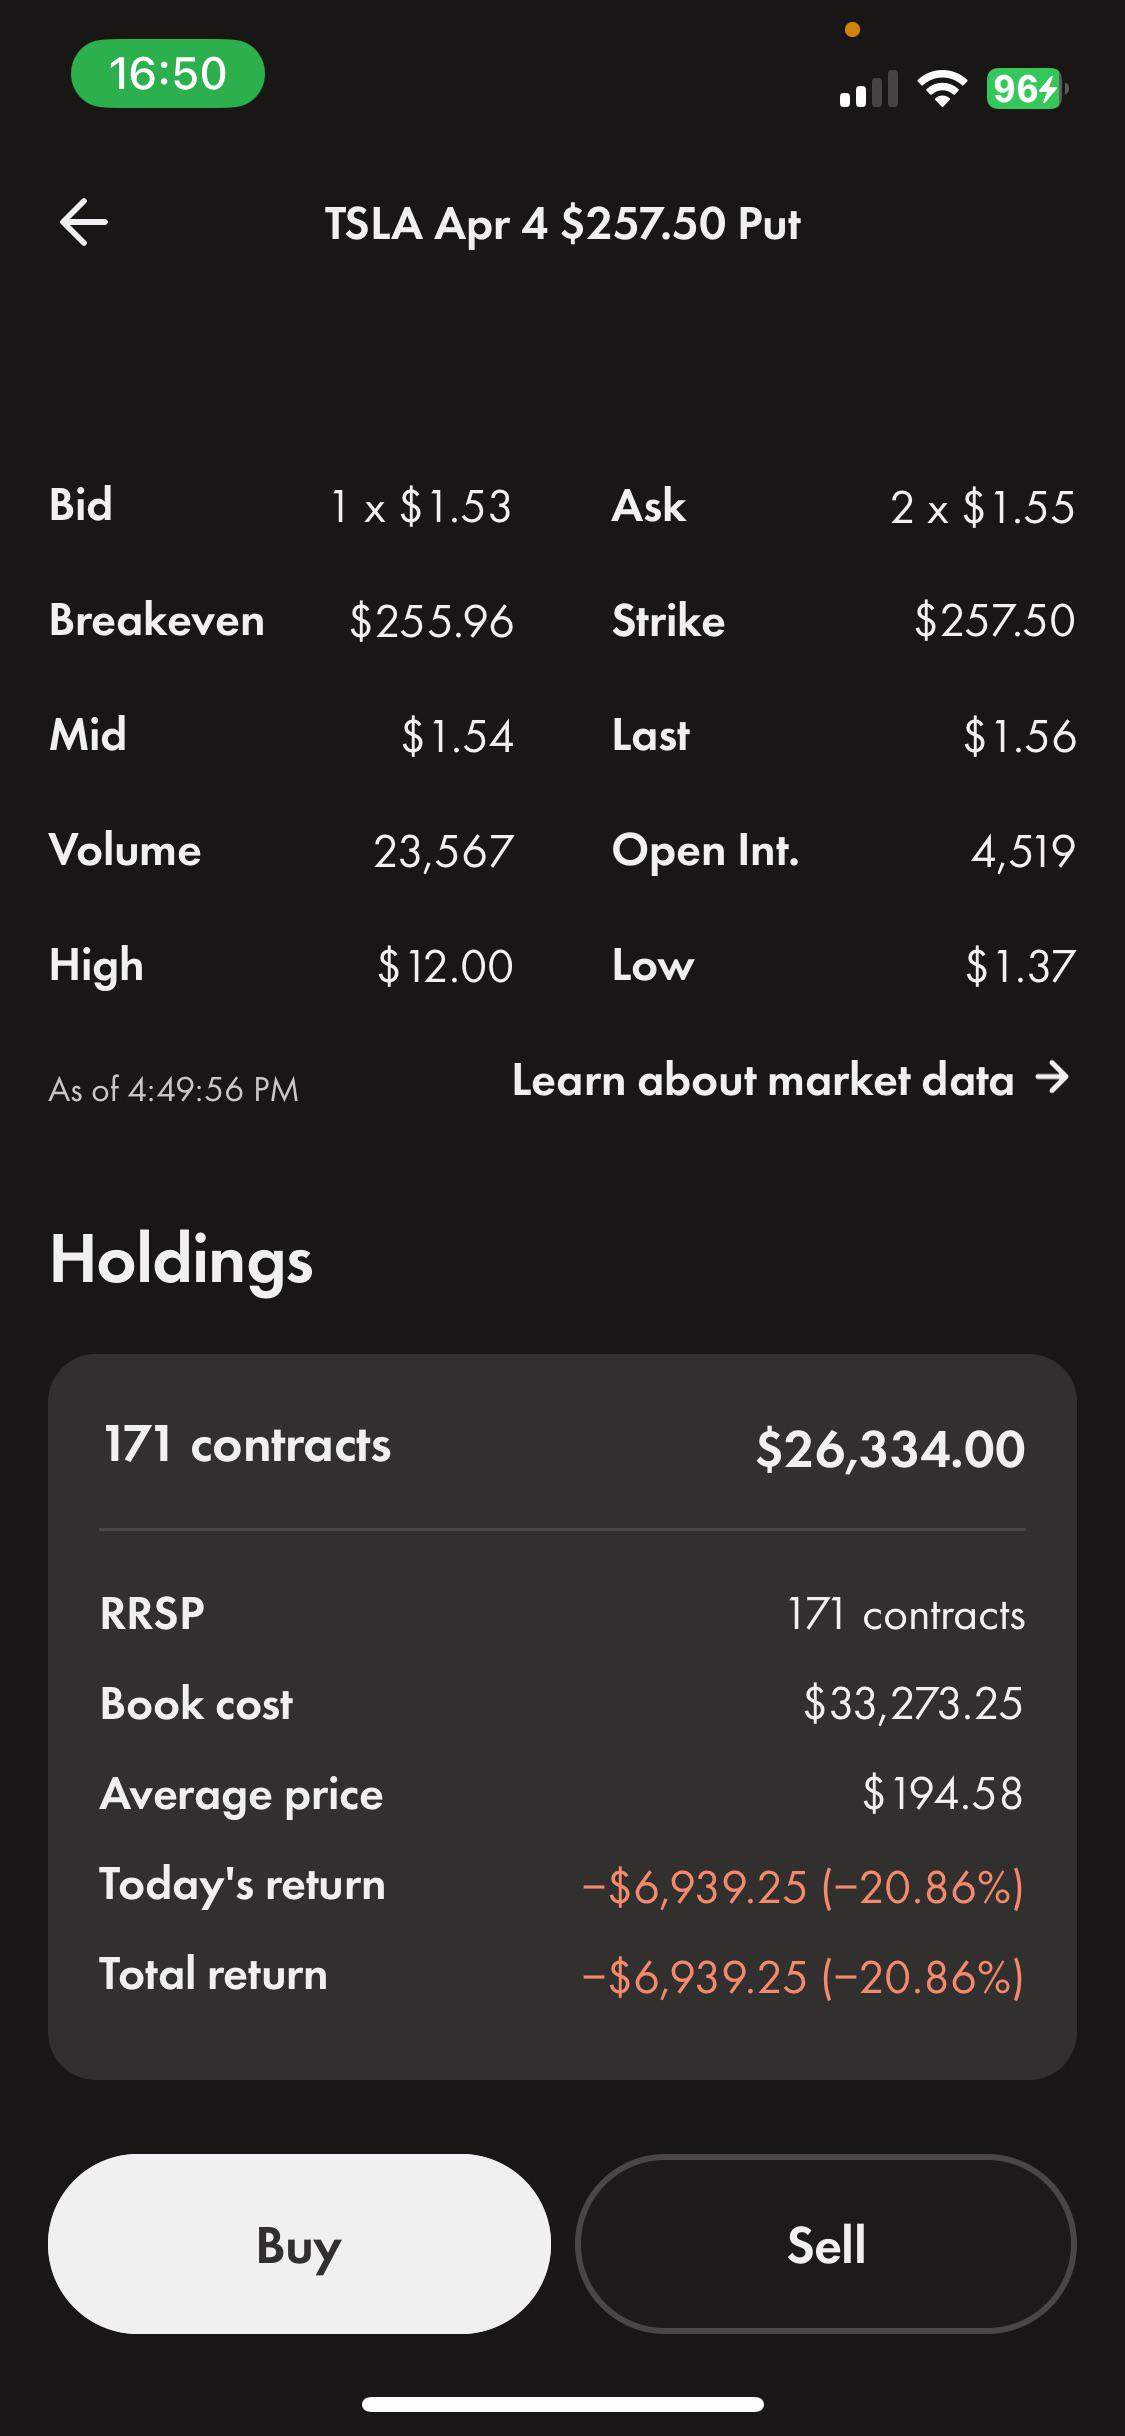 16:50
96
TSLA Apr 4 $257.50 Put
Bid 1 x $1.53 Ask 2 x $1.55
Breakeven $255.96 Strike $257.50
Mid $1.54 Last $1.56
Volume 23,567 Open Int. 4,519
High $12.00 Low $1.37
As of 4:49:56 PM Learn about market data →
Holdings
171 contracts $26,334.00
RRSP 171 contracts
Book cost $33,273.25
Average price $194.58
Today's return −$6,939.25 (−20.86%)
Total return −$6,939.25 (−20.86%)
Buy Sell